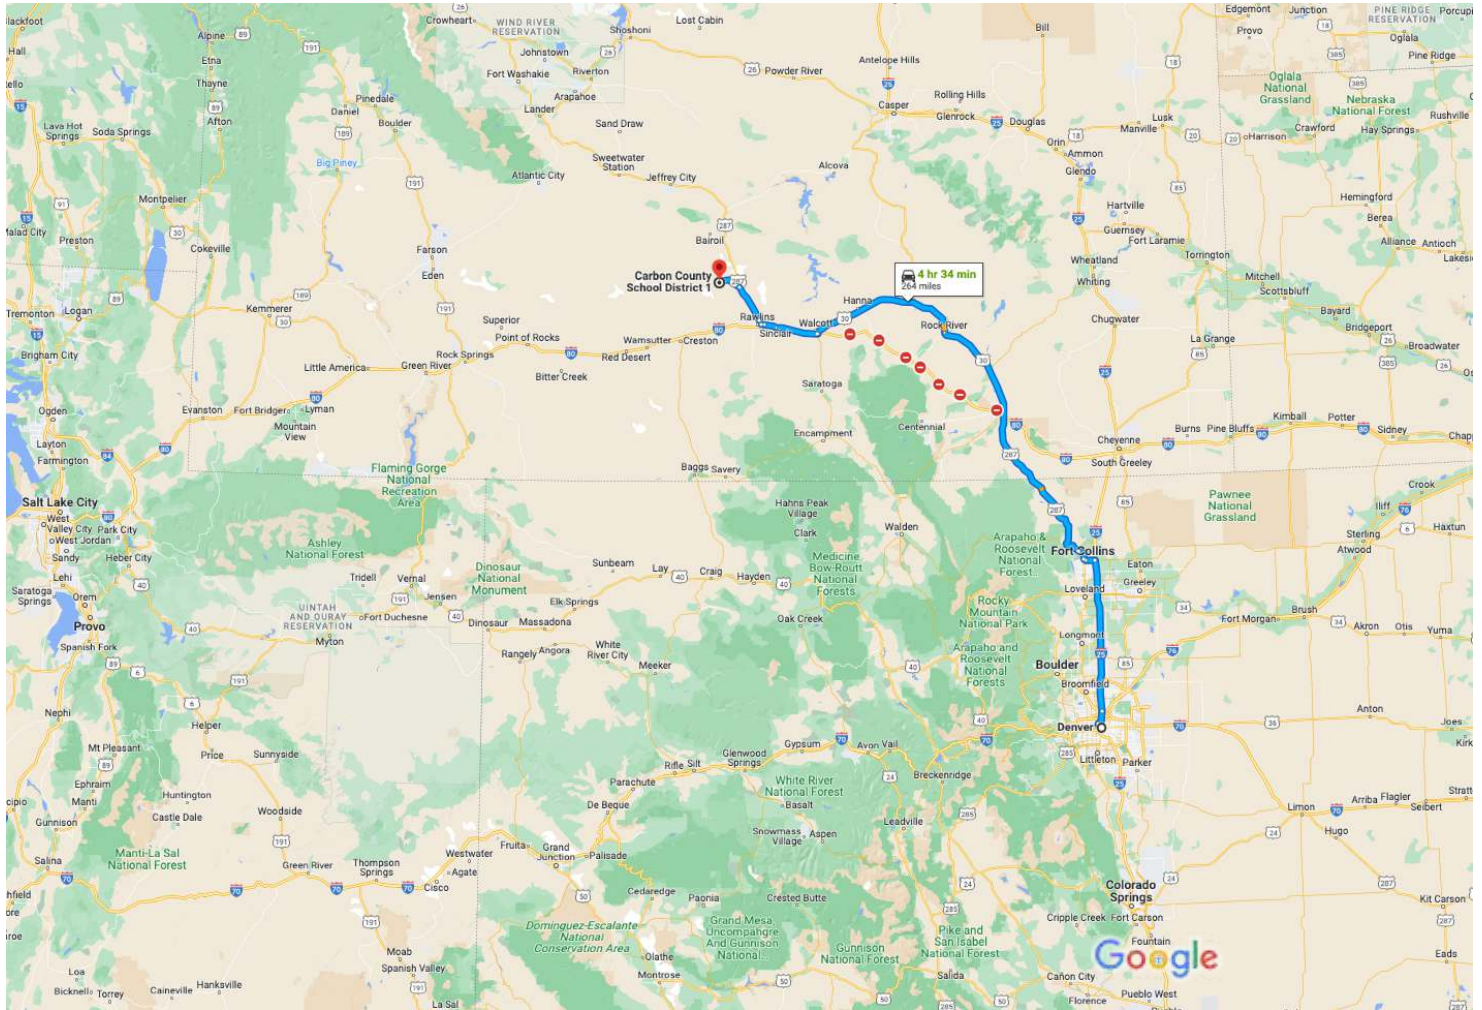 Blackfoot
Alpine
Etna
Thayne
Afton
Lava Hot
Springs
Soda Springs
Montpelier
Malad City
Preston
Cokeville
Logan
Tremonton
Brigham City
Ogden
Layton
Farmington
Salt Lake City
West
Valley City
Park
City
West Jordan
Sandy
Heber City
Lehi
Saratoga
Springs
Orem
Provo
Spanish Fork
Nephi
Mt Pleasant
Ephraim
Manti
Gunnison
Salina
Loa
Bicknell
Torrey
Caineville
Hanksville
Huntington
Castle Dale
Manti-La Sal
National Forest
Helper
Price
Sunnyside
Woodside
Green River
Thompson
Springs
Cisco
Westwater
Agate
Moab
Spanish Valley
La Sal
Crowheart
WIND RIVER
RESERVATION
Lost Cabin
Shoshoni
Johnstown
Fort Washakie
Riverton
Arapahoe
Lander
Pinedale
Daniel
Boulder
Big Piney
Sand Draw
Sweetwater
Station
Jeffrey City
Atlantic City
Farson
Eden
Kemmerer
Superior
Point of Rocks
Rock Springs
Green River
Little America
Bitter Creek
Evanston
Fort Bridger
Lyman
Mountain
View
Red Desert
Wamsutter
Creston
Bairoil
Carbon County
School District 1
Rawlins
Sinclair
Walcott
Hanna
Rock River
4 hr 34 min
264 miles
Saratoga
Encampment
Centennial
Baggs
Savery
Powder River
Antelope Hills
Casper
Rolling Hills
Glenrock
Douglas
Bill
Alcova
Orin
Ammon
Glendo
Manville
Lusk
Hartville
Guernsey
Fort Laramie
Torrington
Wheatland
Whiting
Chugwater
La Grange
Cheyenne
South Greeley
Burns
Pine Bluffs
Edgemont
Junction
Provo
PINE RIDGE
RESERVATION
Oglala
Pine Ridge
Oglala
National
Grassland
Nebraska
National Forest
Rushville
Harrison
Crawford
Hay Springs
Hemingford
Berea
Alliance
Antioch
Mitchell
Scottsbluff
Bayard
Bridgeport
Broadwater
Kimball
Potter
Sidney
Flaming Gorge
National
Recreation
Area
Ashley
National Forest
Tridell
Vernal
Jensen
UINTAH
AND OURAY
RESERVATION
Fort Duchesne
Myton
Dinosaur
National
Monument
Dinosaur
Massadona
Elk Springs
Sunbeam
Lay
Craig
Hayden
Hahns Peak
Village
Clark
Walden
Medicine
Bow-Routt
National
Forests
Oak Creek
Rangely
Angora
White
River City
Meeker
Arapaho &
Roosevelt
National
Forest..
Rocky
Mountain
National Park
Arapaho and
Roosevelt
National
Forests
Fort Collins
Eaton
Greeley
Loveland
Longmont
Boulder
Broomfield
Denver
Littleton
Parker
Pawnee
National
Grassland
Crook
Iliff
Sterling
Haxtun
Atwood
Brush
Fort Morgan
Akron
Otis
Yuma
Anton
Joes
Limon
Arriba
Flagler
Seibert
Hugo
Kit Carson
Eads
Glenwood
Springs
Gypsum
Avon
Vail
Rifle
Silt
Parachute
De Beque
Breckenridge
White River
National Forest
Basalt
Snowmass
Village
Aspen
Leadville
Fruita
Grand
Junction
Palisade
Cedaredge
Paonia
Crested Butte
Dominguez-Escalante
National
Conservation Area
Olathe
Montrose
Grand Mesa
Uncompahgre
And Gunnison
National..
Gunnison
National Forest
Pike and
San Isabel
National Forest
Salida
Colorado
Springs
Cripple Creek
Fort Carson
Fountain
Cañon City
Florence
Pueblo West
Google